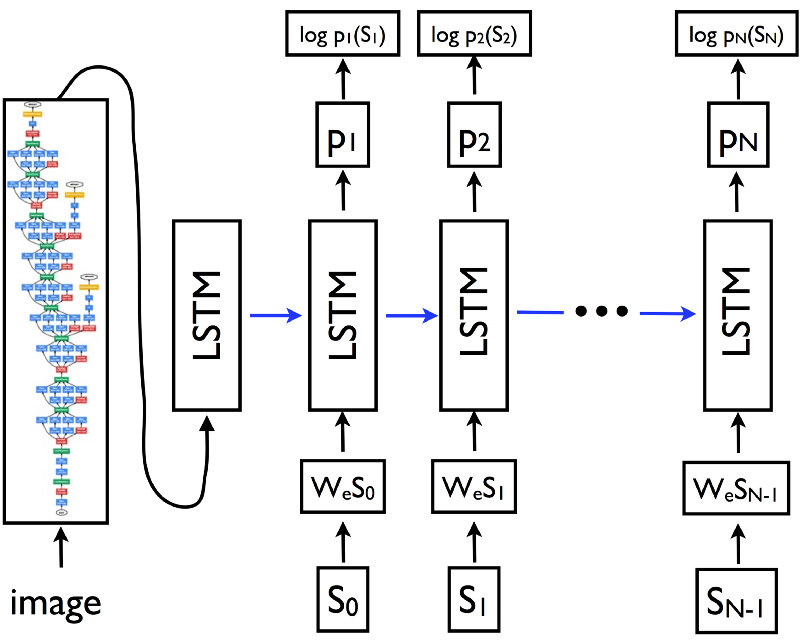 log p₁(S₁) log p₂(S₂) log pN(SN)
p₁ p₂ pN
LSTM LSTM LSTM LSTM
WₑS₀ WₑS₁ WₑSN-1
image S₀ S₁ SN-1